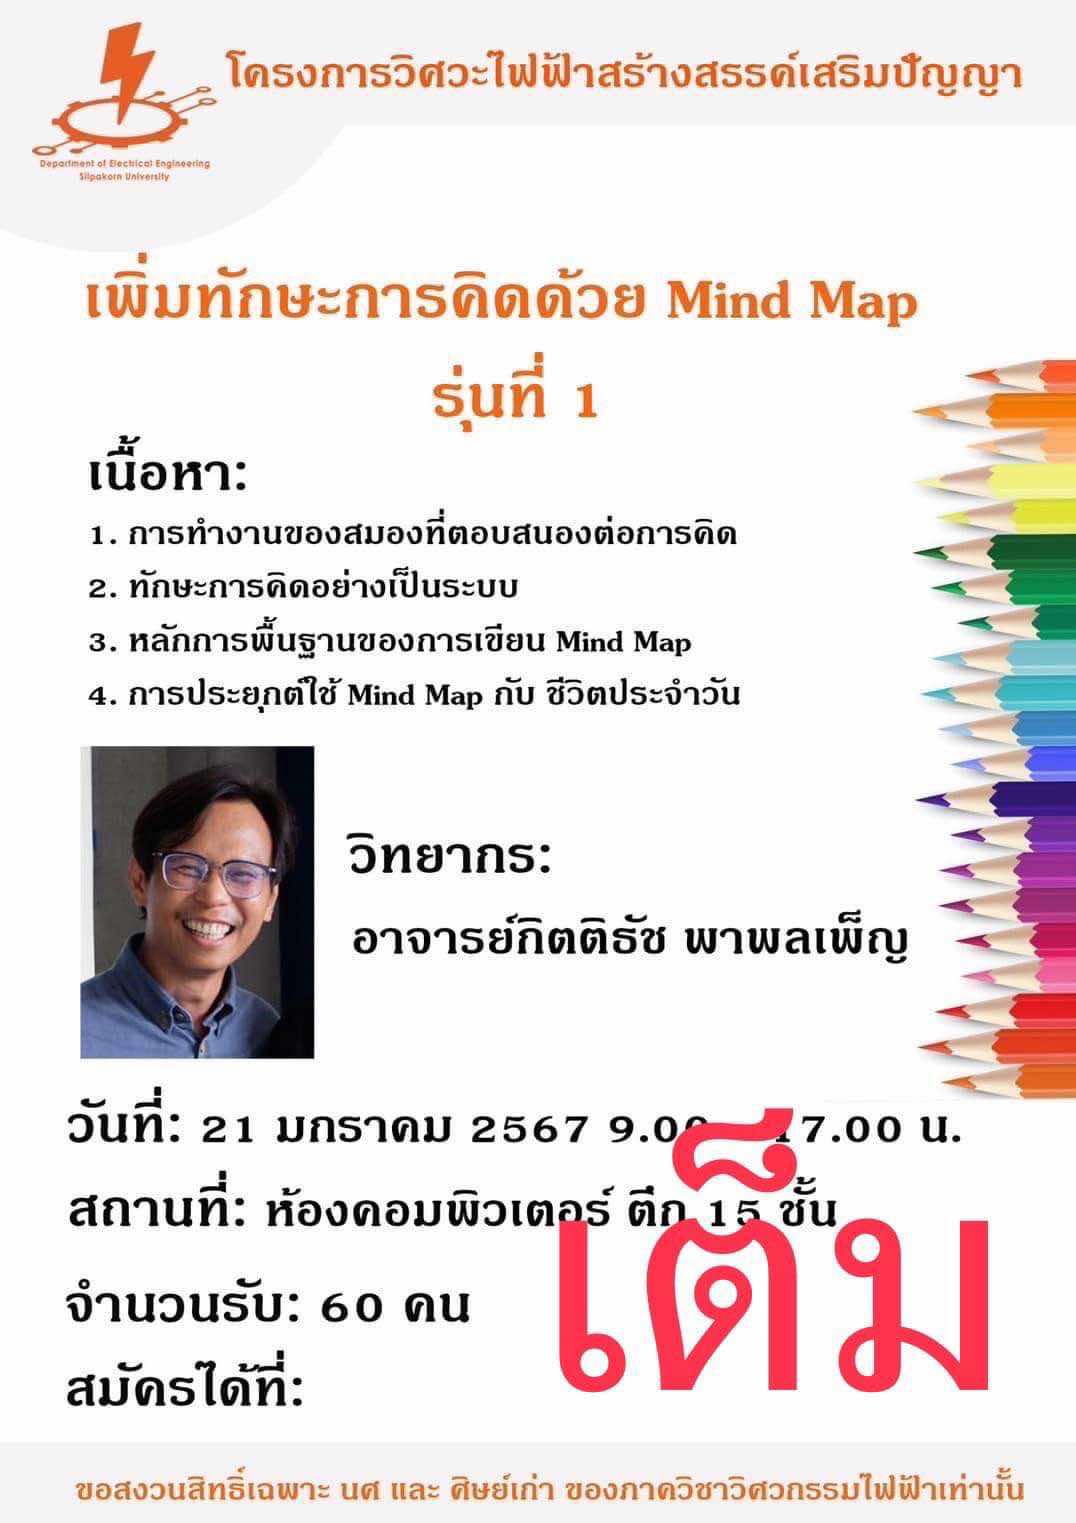 โครงการวิศวะไฟฟ้าสร้างสรรค์เสริมปัญญา
Department of Electrical Engineering
Silpakorn University
เพิ่มทักษะการคิดด้วย Mind Map
รุ่นที่ 1
เนื้อหา:
1. การทำงานของสมองที่ตอบสนองต่อการคิด
2. ทักษะการคิดอย่างเป็นระบบ
3. หลักการพื้นฐานของการเขียน Mind Map
4. การประยุกต์ใช้ Mind Map กับ ชีวิตประจำวัน
วิทยากร:
อาจารย์กิตติธัช พาพลเพ็ญ
วันที่: 21 มกราคม 2567 9.00 17.00 น.
สถานที่: ห้องคอมพิวเตอร์ ตึก 15 ชั้น
เต็ม
จำนวนรับ: 60 คน
สมัครได้ที่:
ขอสงวนสิทธิ์เฉพาะ นศ และ ศิษย์เก่า ของภาควิชาวิศวกรรมไฟฟ้าเท่านั้น